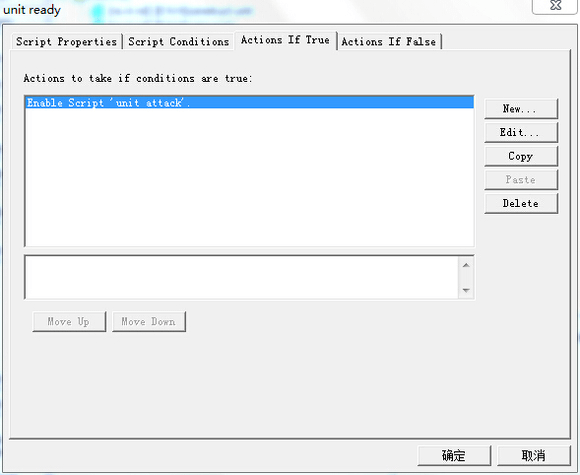 unit ready
Script Properties
Script Conditions
Actions If True
Actions If False
Actions to take if conditions are true:
Enable Script 'unit attack'.
New...
Edit...
Copy
Paste
Delete
Move Up
Move Down
确定
取消